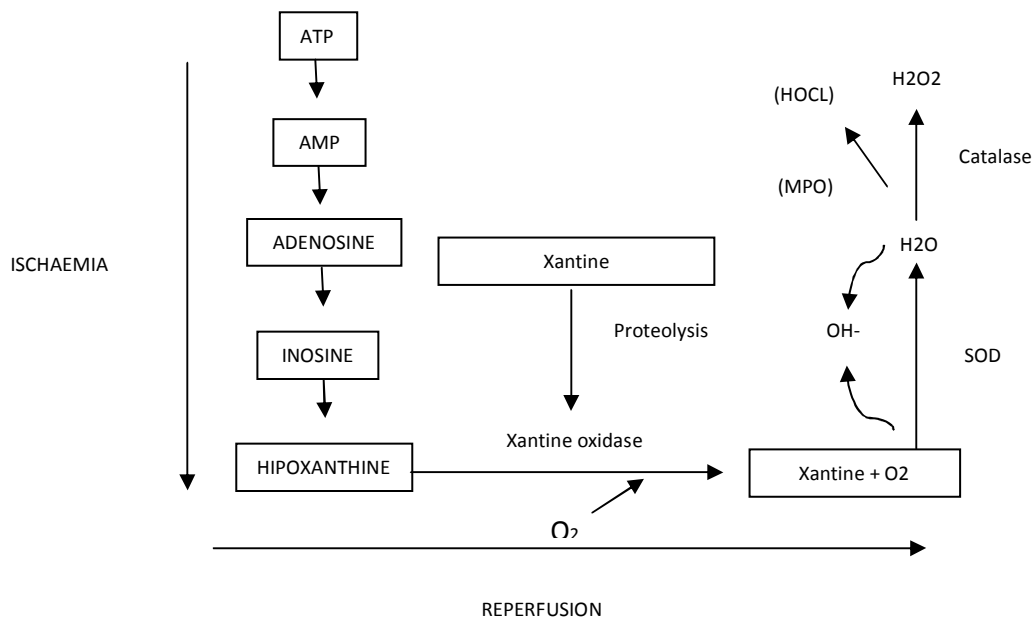 ATP
H2O2
(HOCL)
AMP
Catalase
(MPO)
ADENOSINE
H2O
Xantine
ISCHAEMIA
OH-
Proteolysis
INOSINE
SOD
Xantine oxidase
HIPOXANTHINE
Xantine + O2
O2
REPERFUSION